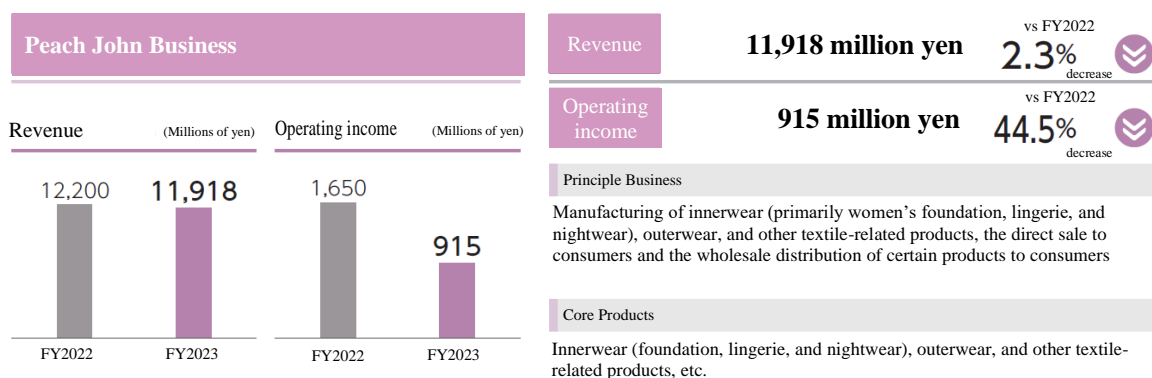 Peach John Business
Revenue (Millions of yen)
12,200
11,918
FY2022
FY2023
Operating income (Millions of yen)
1,650
915
FY2022
FY2023
Revenue
11,918 million yen
vs FY2022
2.3%
decrease
Operating
income
915 million yen
vs FY2022
44.5%
decrease
Principle Business
Manufacturing of innerwear (primarily women’s foundation, lingerie, and
nightwear), outerwear, and other textile-related products, the direct sale to
consumers and the wholesale distribution of certain products to consumers
Core Products
Innerwear (foundation, lingerie, and nightwear), outerwear, and other textile-
related products, etc.